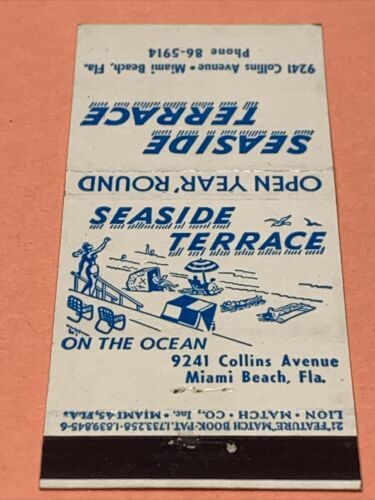 9241 Collins Avenue • Miami Beach, Fla.
Phone 86-5914
SEASIDE
TERRACE
OPEN YEAR 'ROUND
SEASIDE
TERRACE
ON THE OCEAN
9241 Collins Avenue
Miami Beach, Fla.
LION • MATCH • CO., Inc. • MIAMI-45, FLA.
21 "FEATURE" MATCH BOOK • PAT. 1,733,258-1,839,845-6